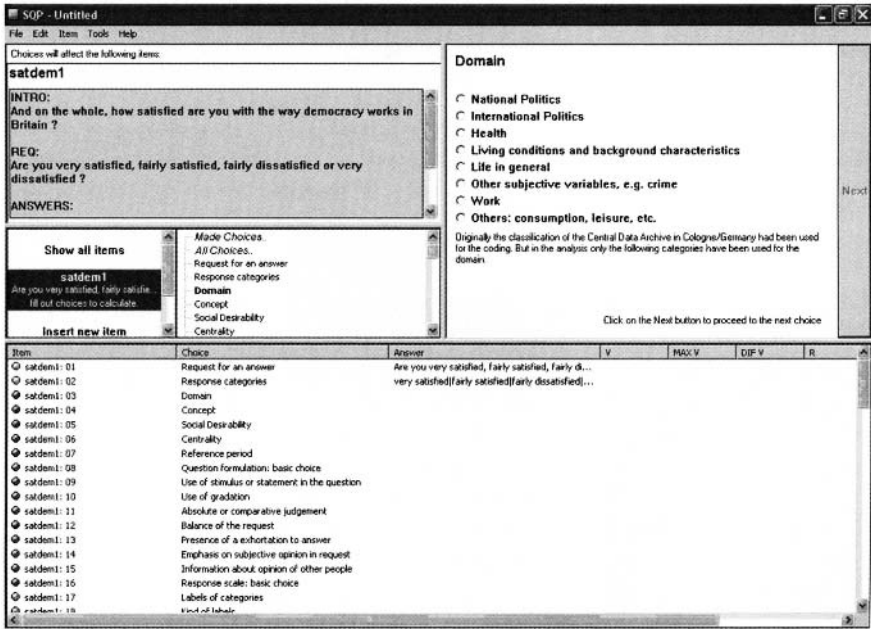 SQP - Untitled
File Edit Item Tools Help
Choices will affect the following items:
satdem1
INTRO:
And on the whole, how satisfied are you with the way democracy works in
Britain ?
REQ:
Are you very satisfied, fairly satisfied, fairly dissatisfied or very
dissatisfied ?
ANSWERS:
Show all items
satdem1
Are you very satisfied, fairly satisfie...
fill out choices to calculate.
Insert new item
Made Choices..
All Choices..
Request for an answer
Response categories
Domain
Concept
Social Desirability
Centrality
Domain
National Politics
International Politics
Health
Living conditions and background characteristics
Life in general
Other subjective variables, e.g. crime
Work
Others: consumption, leisure, etc.
Originally the classification of the Central Data Archive in Cologne/Germany had been used
for the coding. But in the analysis only the following categories have been used for the
domain.
Click on the Next button to proceed to the next choice
Next
Item Choice Answer V MAX V DIF V R
satdem1: 01 Request for an answer Are you very satisfied, fairly satisfied, fairly di...
satdem1: 02 Response categories very satisfied|fairly satisfied|fairly dissatisfied|...
satdem1: 03 Domain
satdem1: 04 Concept
satdem1: 05 Social Desirability
satdem1: 06 Centrality
satdem1: 07 Reference period
satdem1: 08 Question formulation: basic choice
satdem1: 09 Use of stimulus or statement in the question
satdem1: 10 Use of gradation
satdem1: 11 Absolute or comparative judgement
satdem1: 12 Balance of the request
satdem1: 13 Presence of a exhortation to answer
satdem1: 14 Emphasis on subjective opinion in request
satdem1: 15 Information about opinion of other people
satdem1: 16 Response scale: basic choice
satdem1: 17 Labels of categories
satdem1: 18 Kind of labels